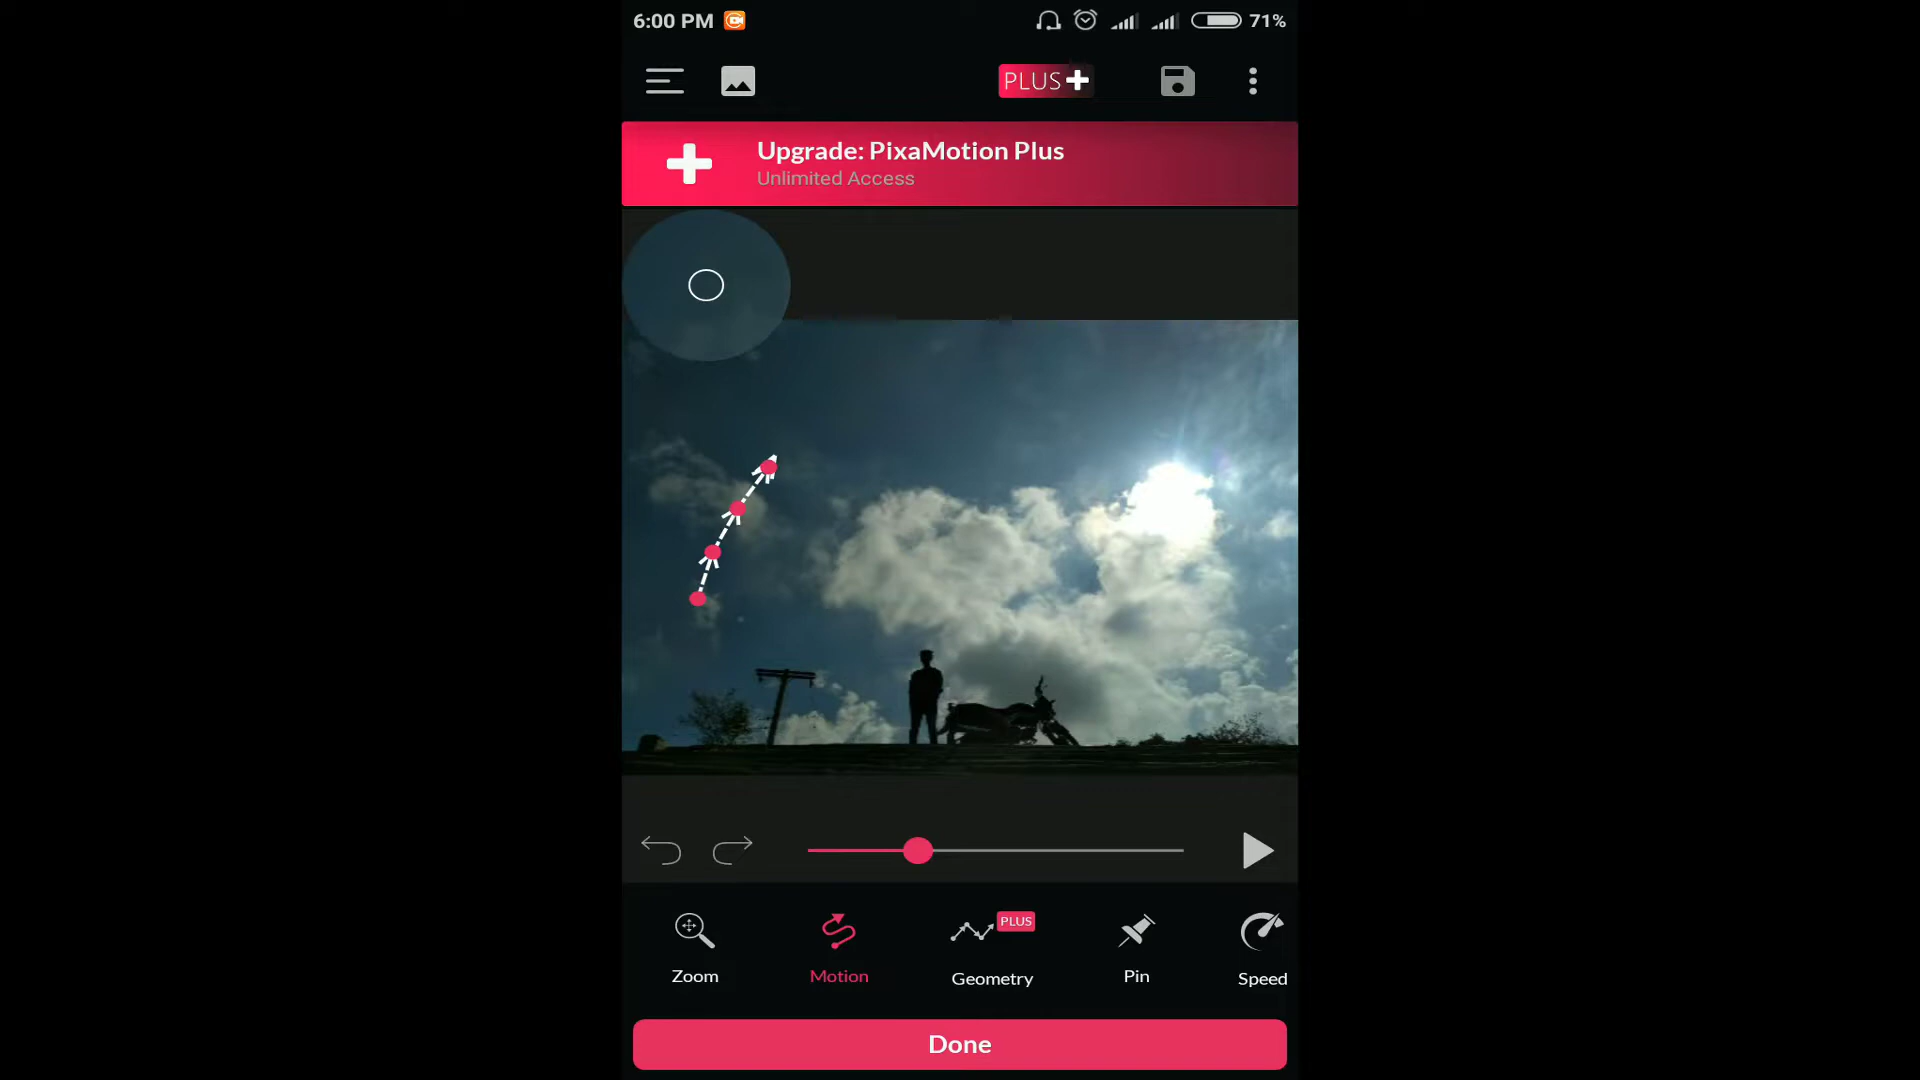 6:00 PM
71%
PLUS
Upgrade: PixaMotion Plus
Unlimited Access
Zoom
Motion
PLUS
Geometry
Pin
Speed
Done